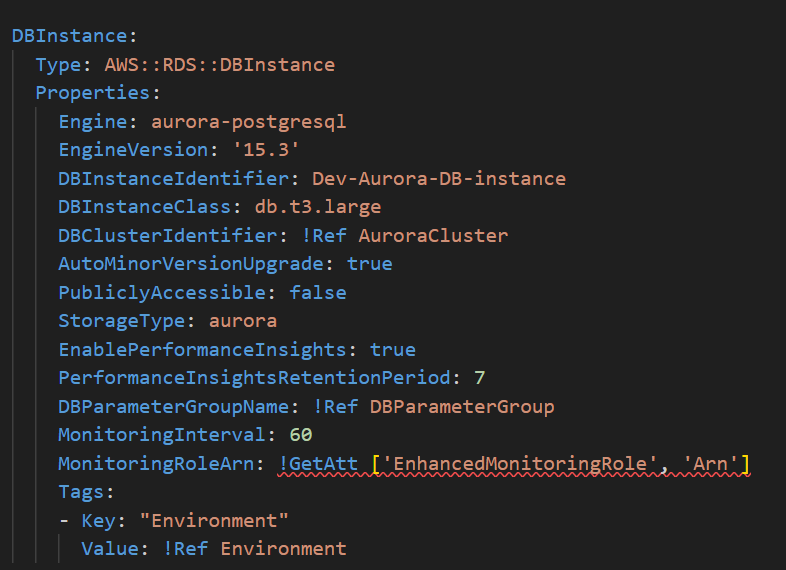 DBInstance:
  Type: AWS::RDS::DBInstance
  Properties:
    Engine: aurora-postgresql
    EngineVersion: '15.3'
    DBInstanceIdentifier: Dev-Aurora-DB-instance
    DBInstanceClass: db.t3.large
    DBClusterIdentifier: !Ref AuroraCluster
    AutoMinorVersionUpgrade: true
    PubliclyAccessible: false
    StorageType: aurora
    EnablePerformanceInsights: true
    PerformanceInsightsRetentionPeriod: 7
    DBParameterGroupName: !Ref DBParameterGroup
    MonitoringInterval: 60
    MonitoringRoleArn: !GetAtt ['EnhancedMonitoringRole', 'Arn']
    Tags:
    - Key: "Environment"
      Value: !Ref Environment